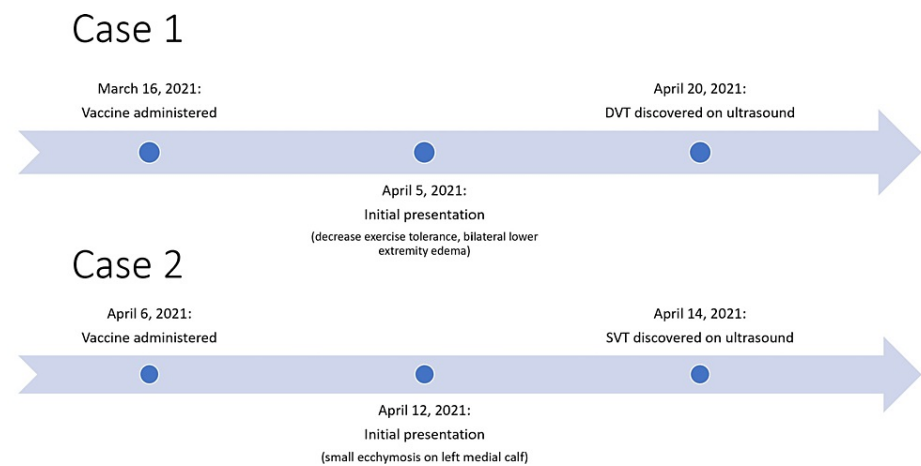 Case 1
March 16, 2021:
Vaccine administered
April 20, 2021:
DVT discovered on ultrasound
April 5, 2021:
Initial presentation
(decrease exercise tolerance, bilateral lower
extremity edema)
Case 2
April 6, 2021:
Vaccine administered
April 14, 2021:
SVT discovered on ultrasound
April 12, 2021:
Initial presentation
(small ecchymosis on left medial calf)